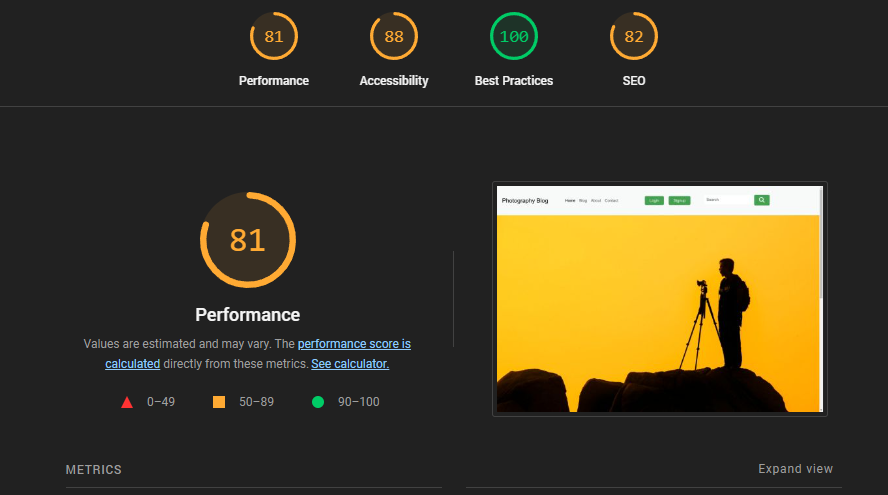 81 88 100 82
Performance Accessibility Best Practices SEO
81
Performance
Values are estimated and may vary. The performance score is
calculated directly from these metrics. See calculator.
0–49 50–89 90–100
Photography Blog Home Blog About Contact Login Signup Search
METRICS Expand view